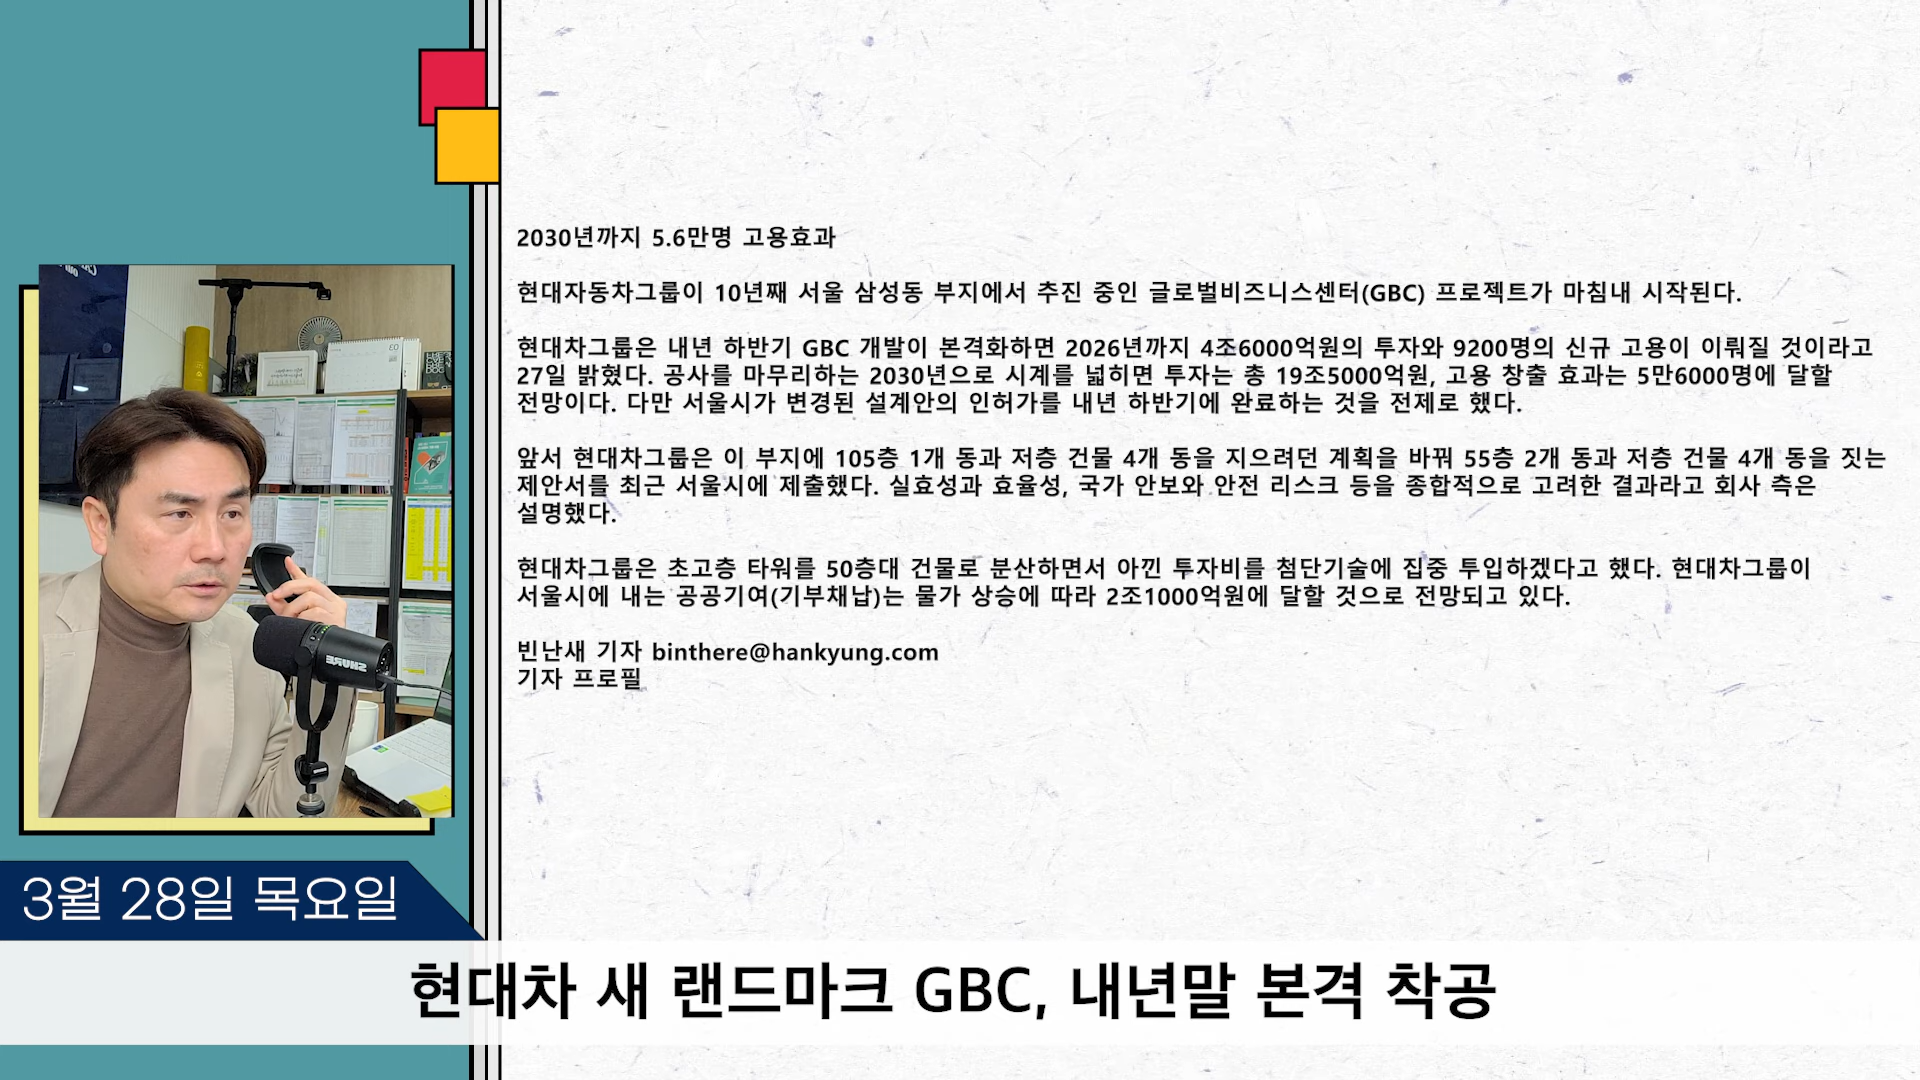 2030년까지 5.6만명 고용효과
현대자동차그룹이 10년째 서울 삼성동 부지에서 추진 중인 글로벌비즈니스센터(GBC) 프로젝트가 마침내 시작된다.
현대차그룹은 내년 하반기 GBC 개발이 본격화하면 2026년까지 4조6000억원의 투자와 9200명의 신규 고용이 이뤄질 것이라고
27일 밝혔다. 공사를 마무리하는 2030년으로 시계를 넓히면 투자는 총 19조5000억원, 고용 창출 효과는 5만6000명에 달할
전망이다. 다만 서울시가 변경된 설계안의 인허가를 내년 하반기에 완료하는 것을 전제로 했다.
앞서 현대차그룹은 이 부지에 105층 1개 동과 저층 건물 4개 동을 지으려던 계획을 바꿔 55층 2개 동과 저층 건물 4개 동을 짓는
제안서를 최근 서울시에 제출했다. 실효성과 효율성, 국가 안보와 안전 리스크 등을 종합적으로 고려한 결과라고 회사 측은
설명했다.
현대차그룹은 초고층 타워를 50층대 건물로 분산하면서 아낀 투자비를 첨단기술에 집중 투입하겠다고 했다. 현대차그룹이
서울시에 내는 공공기여(기부채납)는 물가 상승에 따라 2조1000억원에 달할 것으로 전망되고 있다.
빈난새 기자 binthere@hankyung.com
기자 프로필
SHURE
3월 28일 목요일
현대차 새 랜드마크 GBC, 내년말 본격 착공